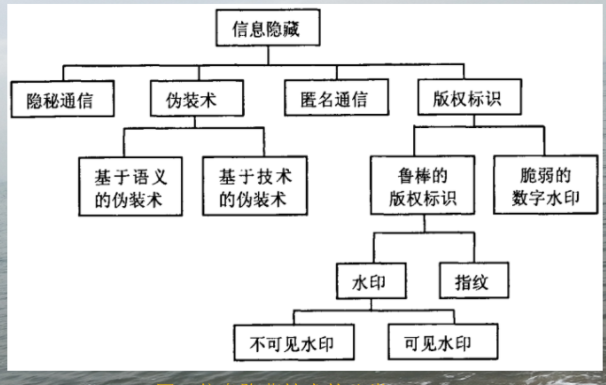 信息隐藏
隐秘通信
伪装术
匿名通信
版权标识
基于语义
的伪装术
基于技术
的伪装术
鲁棒的
版权标识
脆弱的
数字水印
水印
指纹
不可见水印
可见水印